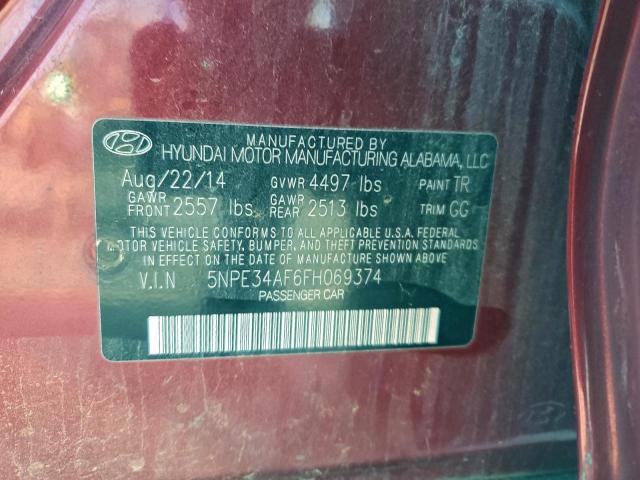 MANUFACTURED BY
HYUNDAI MOTOR MANUFACTURING ALABAMA, LLC
Aug/22/14 GVWR 4497 lbs PAINT TR
GAWR FRONT 2557 lbs GAWR REAR 2513 lbs TRIM GG
THIS VEHICLE CONFORMS TO ALL APPLICABLE U.S.A. FEDERAL
MOTOR VEHICLE SAFETY, BUMPER, AND THEFT PREVENTION STANDARDS
IN EFFECT ON THE DATE OF MANUFACTURE SHOWN ABOVE
V.I.N 5NPE34AF6FH069374
PASSENGER CAR